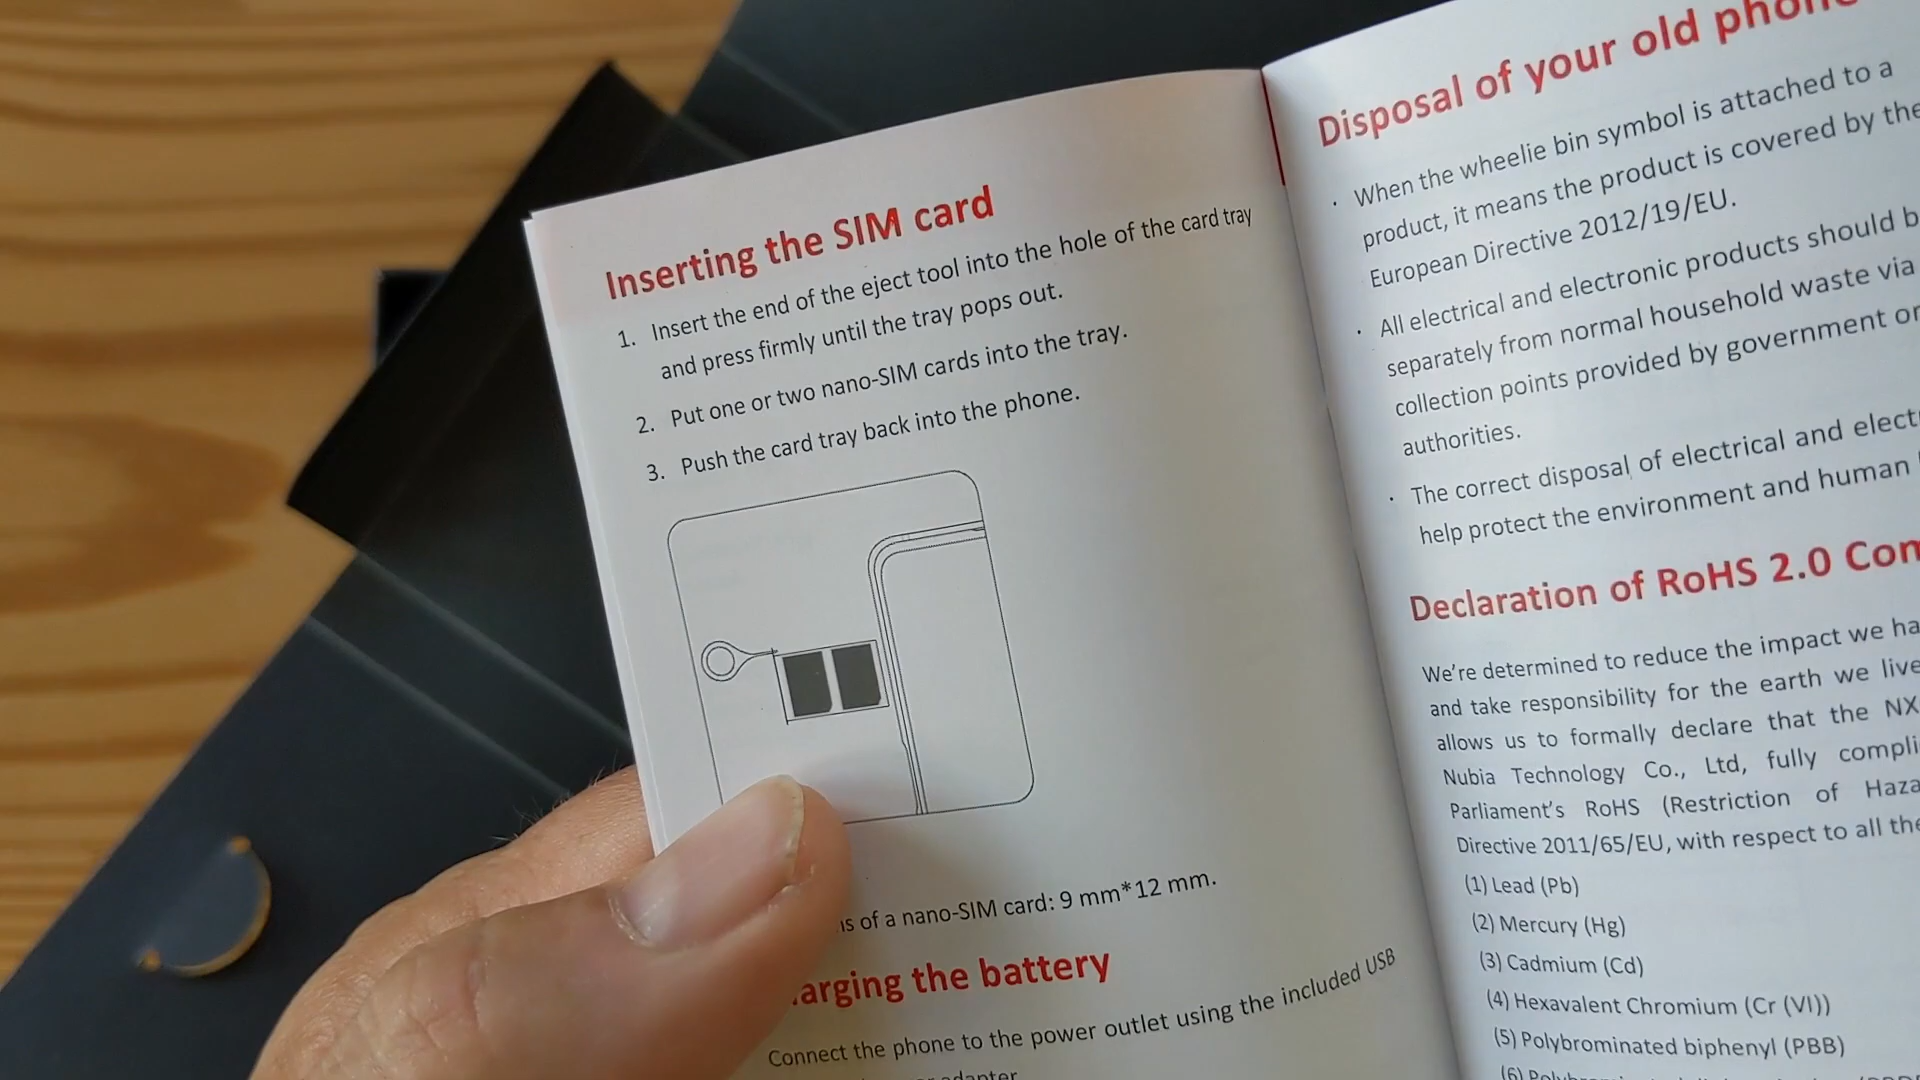 Inserting the SIM card
1. Insert the end of the eject tool into the hole of the card tray
and press firmly until the tray pops out.
2. Put one or two nano-SIM cards into the tray.
3. Push the card tray back into the phone.
of a nano-SIM card: 9 mm*12 mm.
the battery
Connect the phone to the power outlet using the included USB
Disposal of your old phone
· When the wheelie bin symbol is attached to a
product, it means the product is covered by the
European Directive 2012/19/EU.
· All electrical and electronic products should
separately from normal household waste via
collection points provided by government or
authorities.
· The correct disposal of electrical and
help protect the environment and human
Declaration of RoHS 2.0
We're determined to reduce the impact we
and take responsibility for the earth we live
allows us to formally declare that the
Nubia Technology Co., Ltd, fully
Parliament's RoHS (Restriction of
Directive 2011/65/EU, with respect to all the
(1) Lead (Pb)
(2) Mercury (Hg)
(3) Cadmium (Cd)
(4) Hexavalent Chromium (Cr (VI))
(5) Polybrominated biphenyl (PBB)
(6)